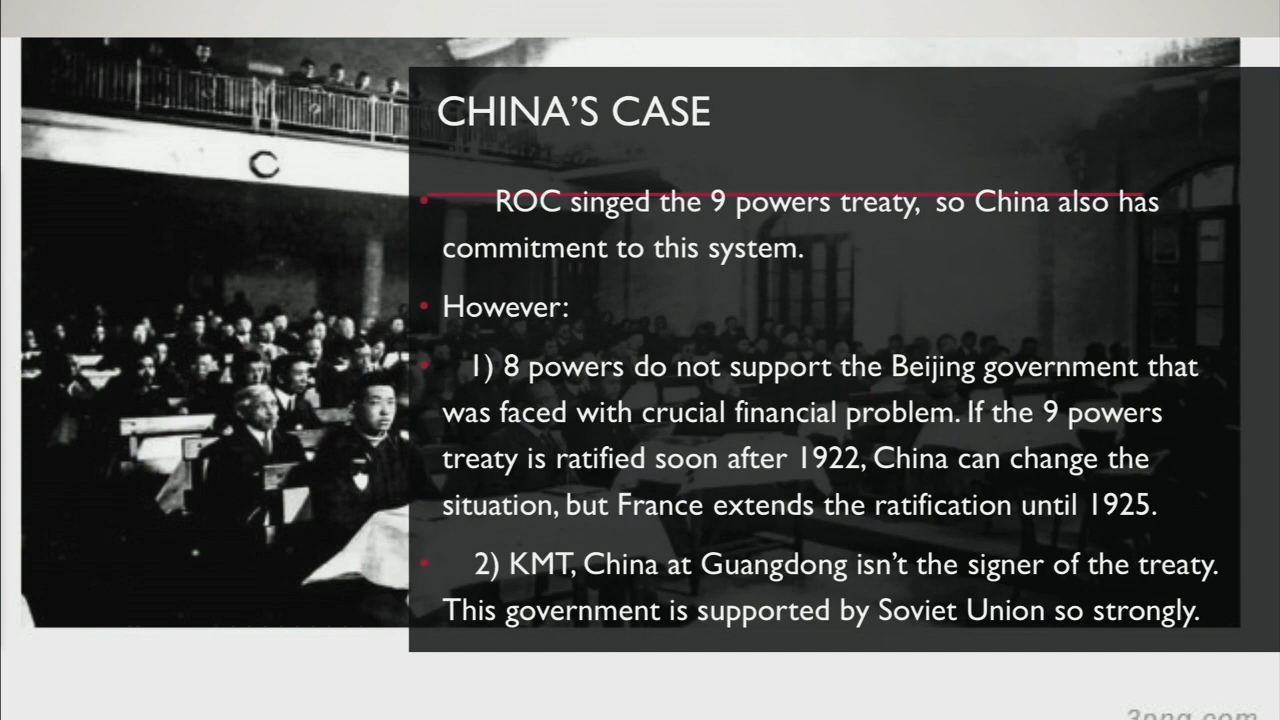 CHINA'S CASE
• ROC singed the 9 powers treaty, so China also has
commitment to this system.
• However:
• 1) 8 powers do not support the Beijing government that
was faced with crucial financial problem. If the 9 powers
treaty is ratified soon after 1922, China can change the
situation, but France extends the ratification until 1925.
• 2) KMT, China at Guangdong isn't the signer of the treaty.
This government is supported by Soviet Union so strongly.
3png.com